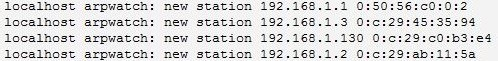 localhost arpwatch: new station 192.168.1.1 0:50:56:c0:0:2
localhost arpwatch: new station 192.168.1.3 0:c:29:45:35:94
localhost arpwatch: new station 192.168.1.130 0:c:29:c0:b3:e4
localhost arpwatch: new station 192.168.1.2 0:c:29:ab:11:5a